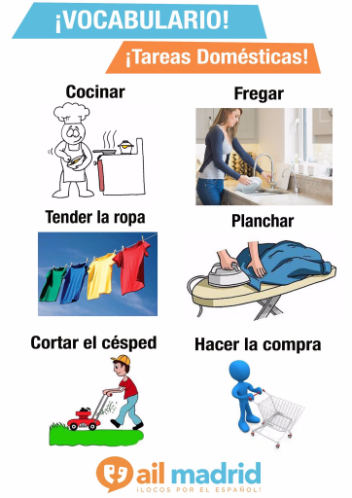 ¡VOCABULARIO!
¡Tareas Domésticas!
Cocinar
Fregar
Tender la ropa
Planchar
Cortar el césped
Hacer la compra
ail madrid
¡LOCOS POR EL ESPAÑOL!